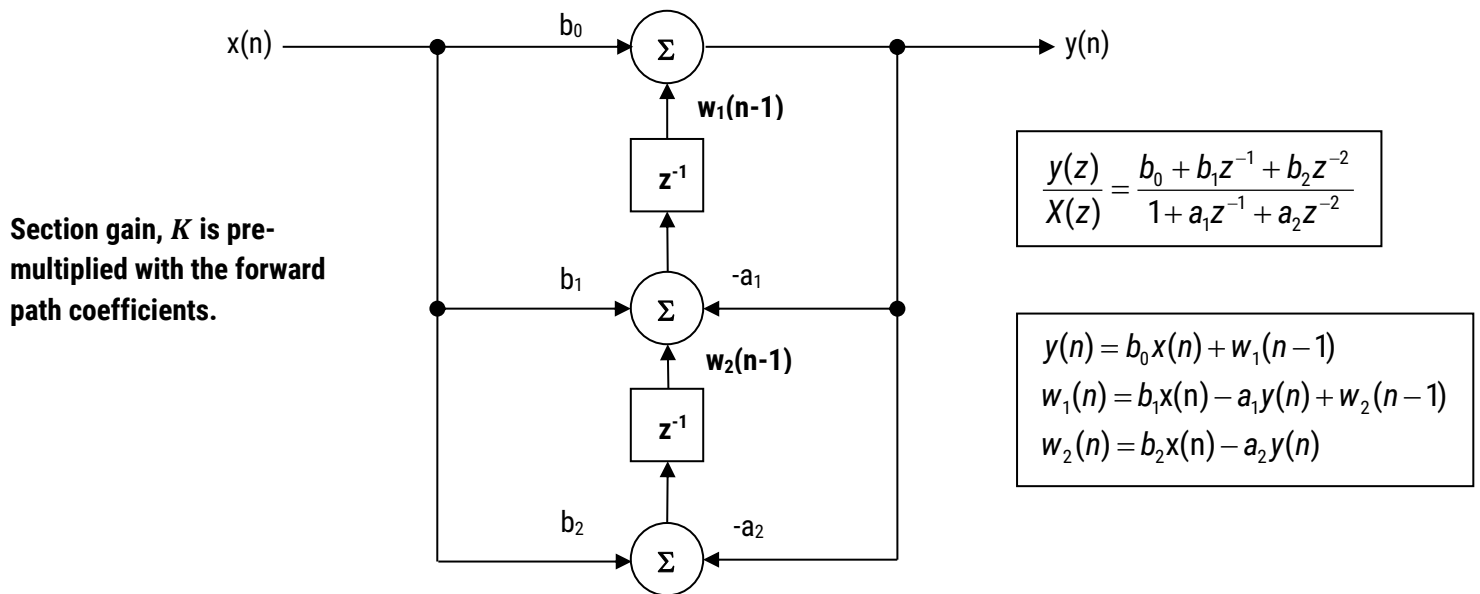 x(n)
b₀
Σ
y(n)
w₁(n-1)
z⁻¹
y(z)/X(z) = (b₀ + b₁z⁻¹ + b₂z⁻²)/(1 + a₁z⁻¹ + a₂z⁻²)
Section gain, K is pre-
multiplied with the forward
path coefficients.
b₁
Σ
-a₁
w₂(n-1)
z⁻¹
y(n) = b₀x(n) + w₁(n−1)
w₁(n) = b₁x(n) − a₁y(n) + w₂(n−1)
w₂(n) = b₂x(n) − a₂y(n)
b₂
Σ
-a₂